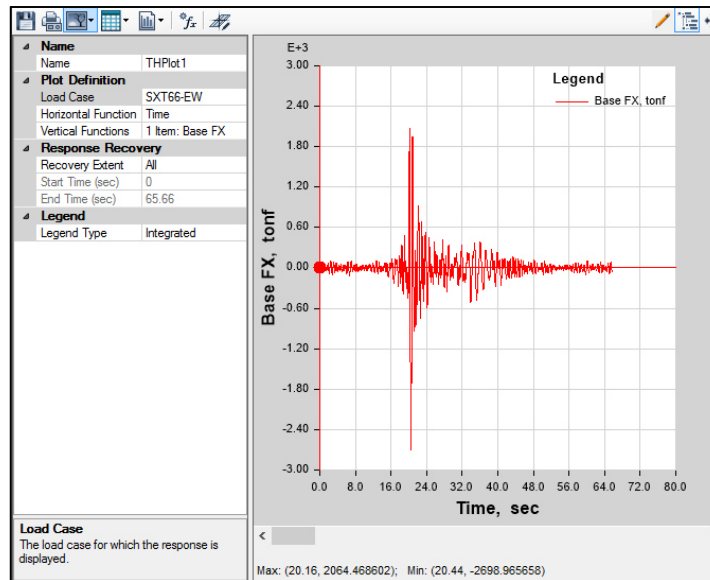 fx
Name
Name THPlot1
Plot Definition
Load Case SXT66-EW
Horizontal Function Time
Vertical Functions 1 Item: Base FX
Response Recovery
Recovery Extent All
Start Time (sec) 0
End Time (sec) 65.66
Legend
Legend Type Integrated
Load Case
The load case for which the response is
displayed.
E+3
Legend
Base FX, tonf
3.00
2.40
1.80
1.20
0.60
0.00
-0.60
-1.20
-1.80
-2.40
-3.00
Base FX, tonf
0.0 8.0 16.0 24.0 32.0 40.0 48.0 56.0 64.0 72.0 80.0
Time, sec
Max: (20.16, 2064.468602); Min: (20.44, -2698.965658)